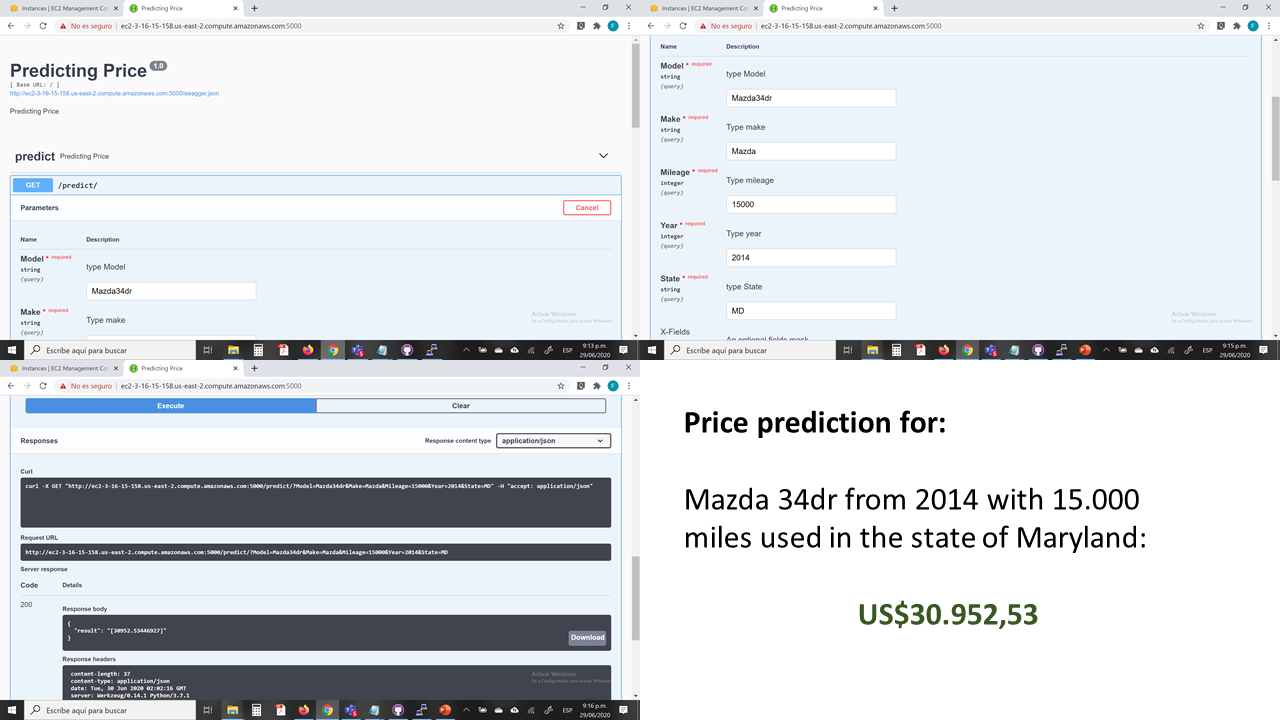 Instances | EC2 Management Co
Predicting Price
No es seguro
ec2-3-16-15-158.us-east-2.compute.amazonaws.com:5000
Predicting Price 1.0
[ Base URL: / ]
http://ec2-3-16-15-158.us-east-2.compute.amazonaws.com:5000/swagger.json
Predicting Price
predict Predicting Price
GET /predict/
Parameters
Cancel
Name Description
Model * required
string
(query)
type Model
Mazda34dr
Make * required
string
(query)
Type make
Activar Windows
Ve a Configuración para activar Windows.
Escribe aquí para buscar
ESP
9:13 p.m.
29/06/2020
Instances | EC2 Management Co
Predicting Price
No es seguro
ec2-3-16-15-158.us-east-2.compute.amazonaws.com:5000
Name Description
Model * required
string
(query)
type Model
Mazda34dr
Make * required
string
(query)
Type make
Mazda
Mileage * required
integer
(query)
Type mileage
15000
Year * required
integer
(query)
Type year
2014
State * required
string
(query)
type State
MD
X-Fields
An optional fields mask
Activar Windows
Ve a Configuración para activar Windows.
Escribe aquí para buscar
ESP
9:15 p.m.
29/06/2020
Instances | EC2 Management Co
Predicting Price
No es seguro
ec2-3-16-15-158.us-east-2.compute.amazonaws.com:5000
Execute Clear
Responses
Response content type
application/json
Curl
curl -X GET "http://ec2-3-16-15-158.us-east-2.compute.amazonaws.com:5000/predict/?Model=Mazda34dr&Make=Mazda&Mileage=15000&Year=2014&State=MD" -H "accept: application/json"
Request URL
http://ec2-3-16-15-158.us-east-2.compute.amazonaws.com:5000/predict/?Model=Mazda34dr&Make=Mazda&Mileage=15000&Year=2014&State=MD
Server response
Code Details
200
Response body
{
"result": "[30952.53446927]"
}
Download
Response headers
content-length: 37
content-type: application/json
date: Tue, 30 Jun 2020 02:02:16 GMT
server: Werkzeug/0.14.1 Python/3.7.1
Activar Windows
Ve a Configuración para activar Windows.
Escribe aquí para buscar
ESP
9:16 p.m.
29/06/2020
Price prediction for:
Mazda 34dr from 2014 with 15.000
miles used in the state of Maryland:
US$30.952,53